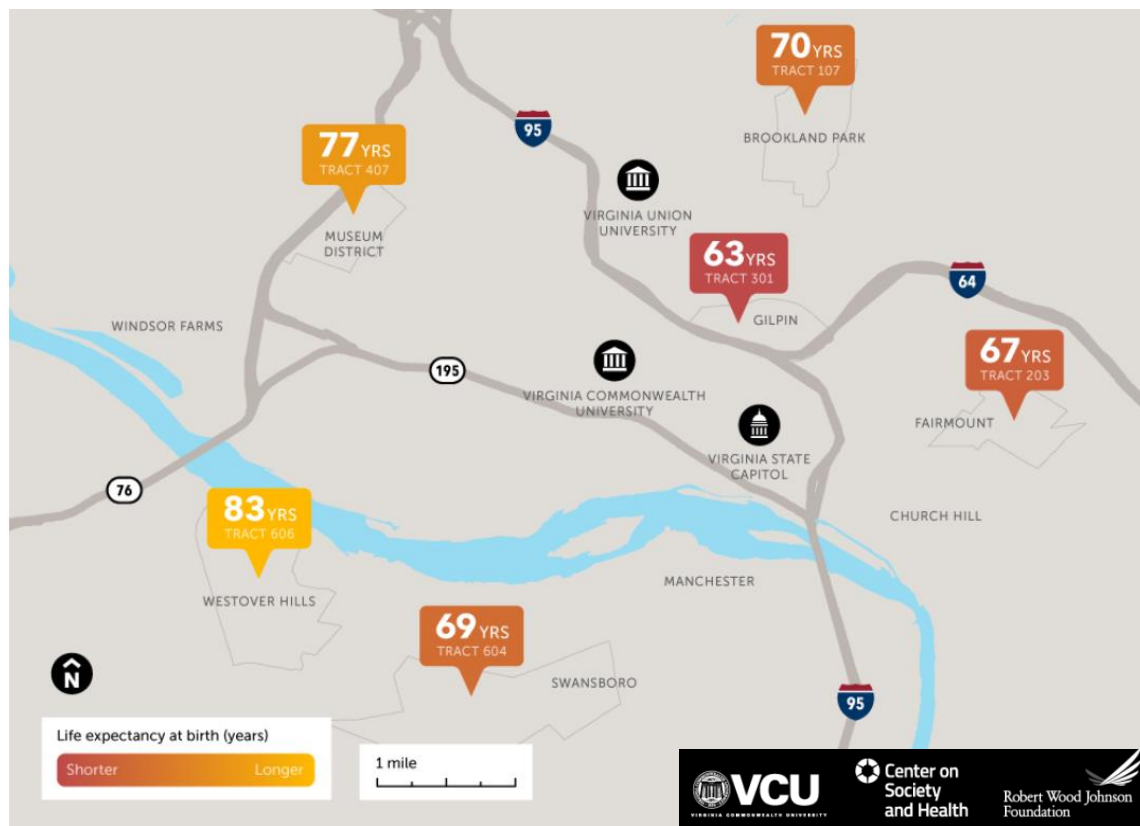 70 YRS
TRACT 107
BROOKLAND PARK
95
77 YRS
TRACT 407
MUSEUM
DISTRICT
VIRGINIA UNION
UNIVERSITY
63 YRS
TRACT 301
GILPIN
64
WINDSOR FARMS
195
VIRGINIA COMMONWEALTH
UNIVERSITY
67 YRS
TRACT 203
FAIRMOUNT
VIRGINIA STATE
CAPITOL
76
83 YRS
TRACT 606
WESTOVER HILLS
CHURCH HILL
MANCHESTER
69 YRS
TRACT 604
SWANSBORO
95
N
Life expectancy at birth (years)
Shorter Longer
1 mile
VCU
VIRGINIA COMMONWEALTH UNIVERSITY
Center on
Society
and Health
Robert Wood Johnson
Foundation